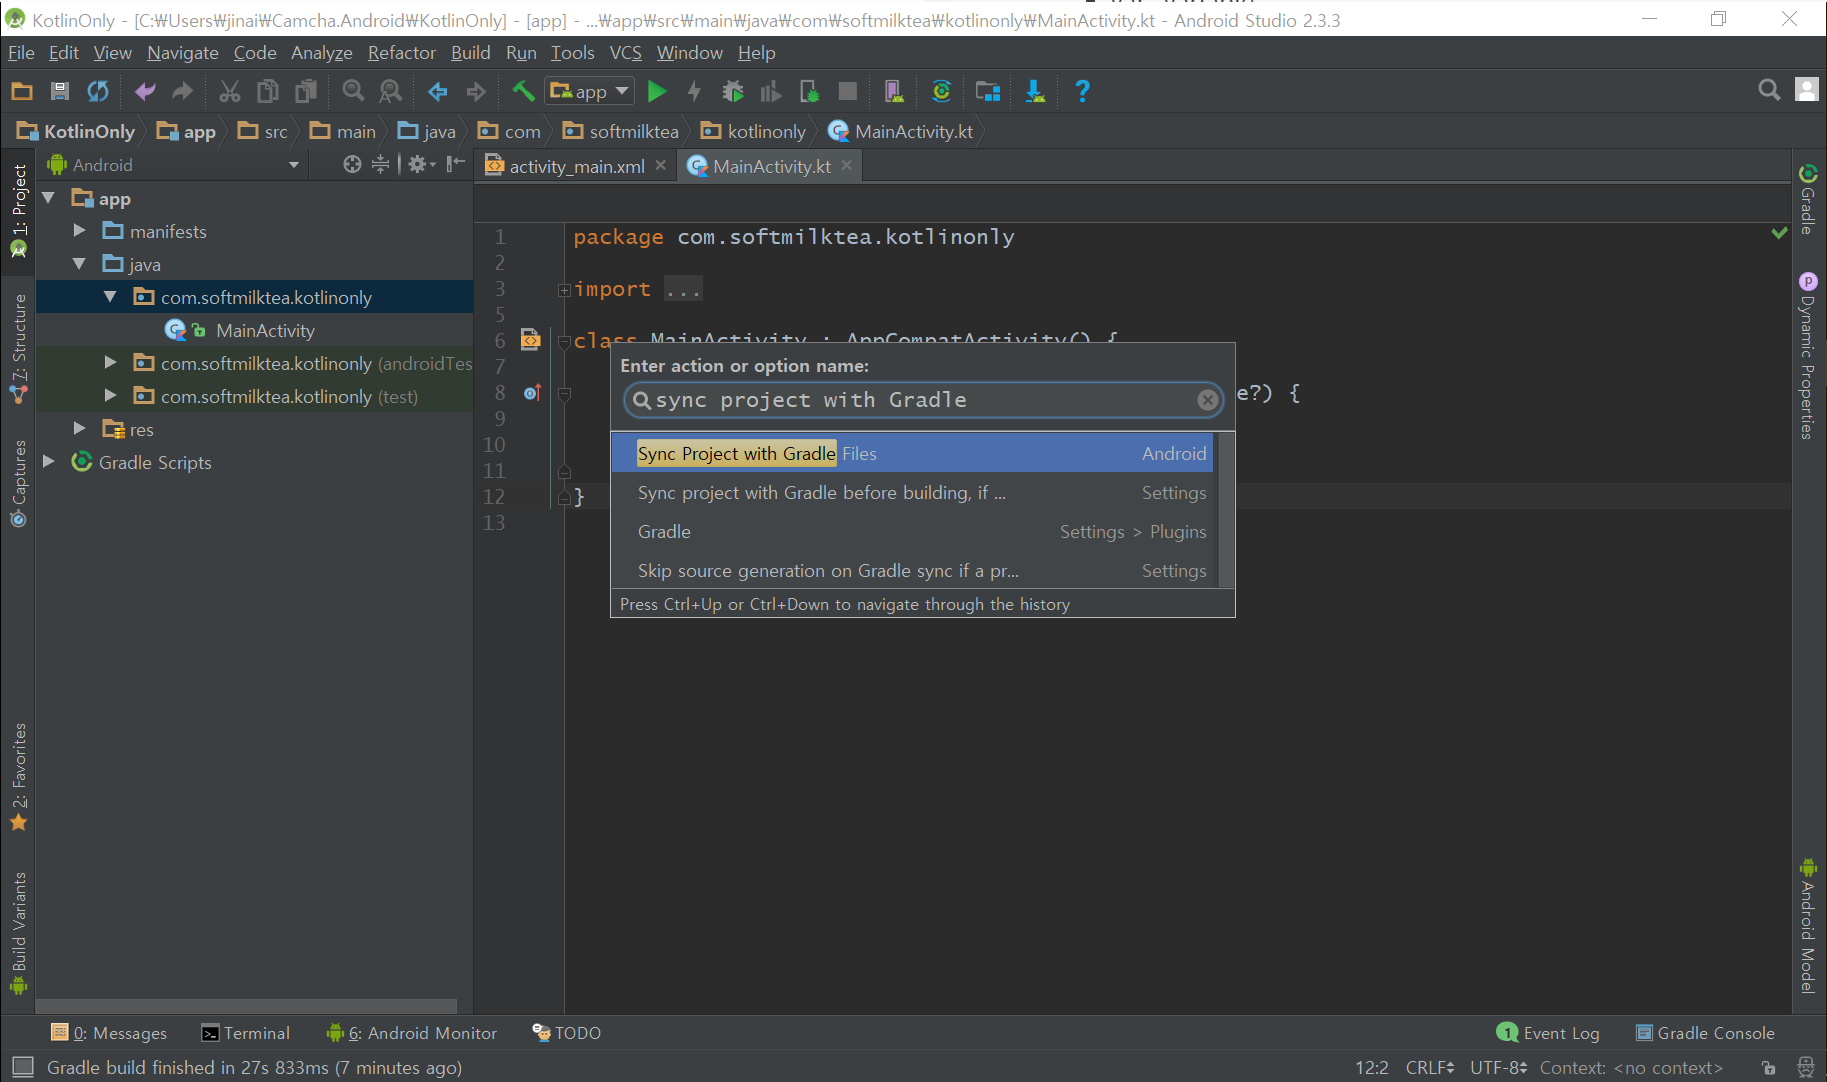 KotlinOnly - [C:₩Users₩jinai₩Camcha.Android₩KotlinOnly] - [app] - ...₩app₩src₩main₩java₩com₩softmilktea₩kotlinonly₩MainActivity.kt - Android Studio 2.3.3
File Edit View Navigate Code Analyze Refactor Build Run Tools VCS Window Help
app
KotlinOnly app src main java com softmilktea kotlinonly MainActivity.kt
Android
activity_main.xml MainActivity.kt
1: Project
7: Structure
Captures
2: Favorites
Build Variants
app
manifests
java
com.softmilktea.kotlinonly
MainActivity
com.softmilktea.kotlinonly (androidTes
com.softmilktea.kotlinonly (test)
res
Gradle Scripts
1 package com.softmilktea.kotlinonly
2
3 import ...
5
6 class MainActivity : AppCompatActivity() {
7
8 e?) {
9
10
11
12 }
13
Enter action or option name:
sync project with Gradle
Sync Project with Gradle Files Android
Sync project with Gradle before building, if ... Settings
Gradle Settings > Plugins
Skip source generation on Gradle sync if a pr... Settings
Press Ctrl+Up or Ctrl+Down to navigate through the history
Gradle
Dynamic Properties
Android Model
0: Messages Terminal 6: Android Monitor TODO 1 Event Log Gradle Console
Gradle build finished in 27s 833ms (7 minutes ago) 12:2 CRLF UTF-8 Context: <no context>